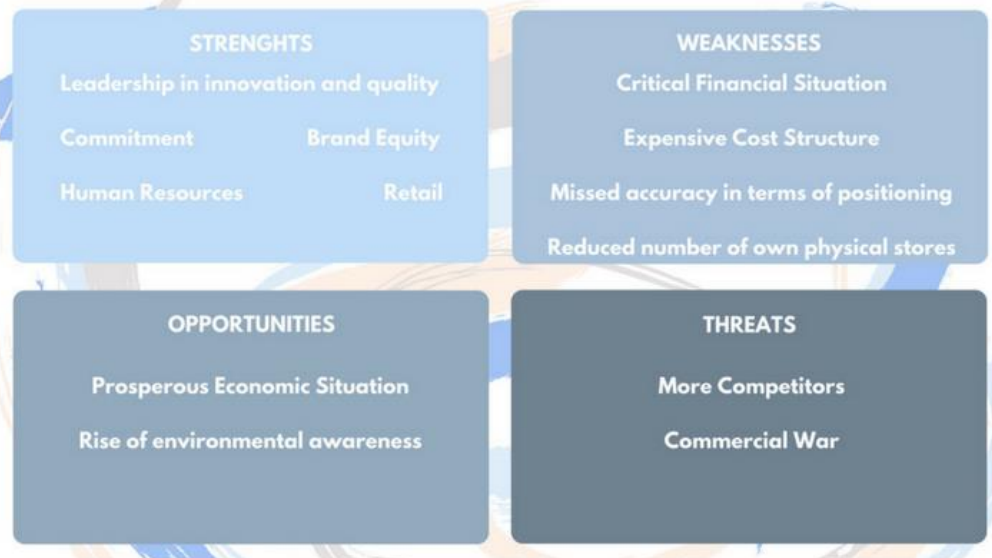 STRENGHTS
Leadership in innovation and quality
Commitment Brand Equity
Human Resources Retail
WEAKNESSES
Critical Financial Situation
Expensive Cost Structure
Missed accuracy in terms of positioning
Reduced number of own physical stores
OPPORTUNITIES
Prosperous Economic Situation
Rise of environmental awareness
THREATS
More Competitors
Commercial War